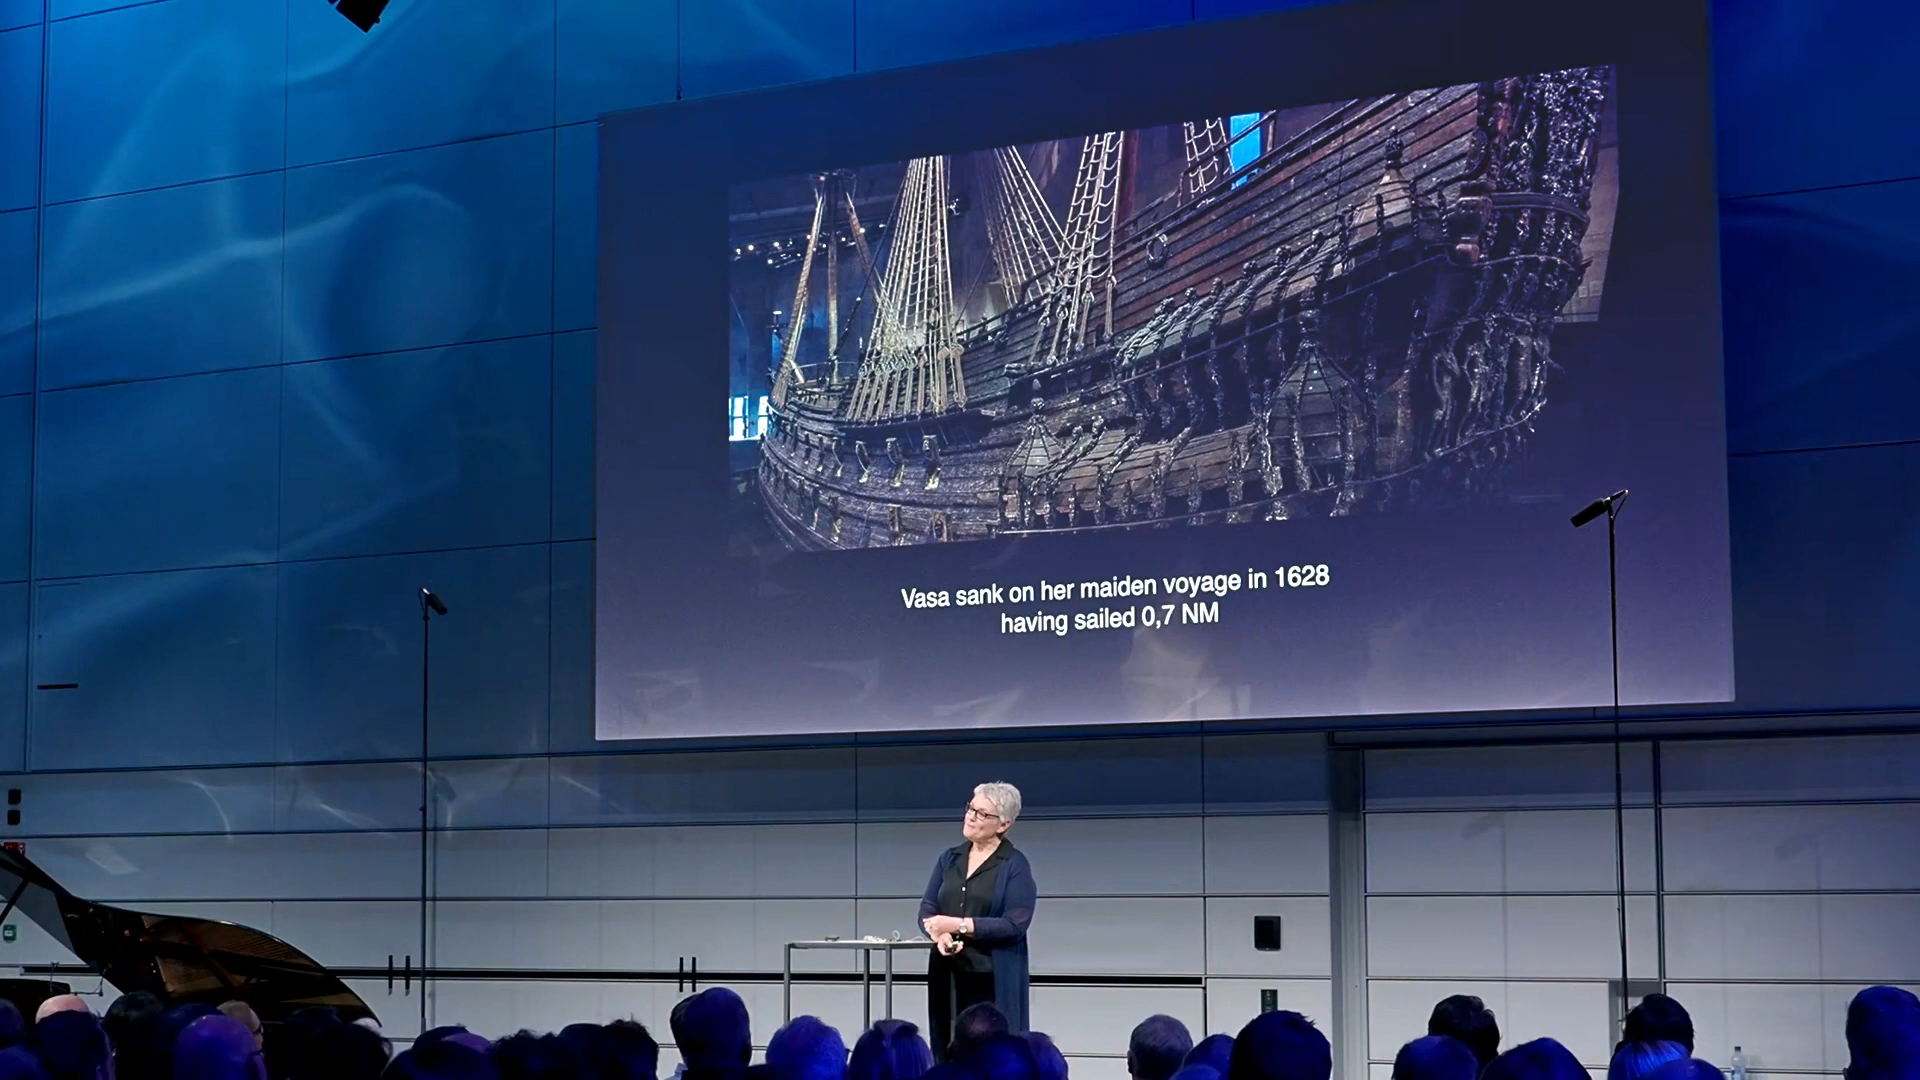 Vasa sank on her maiden voyage in 1628
having sailed 0,7 NM